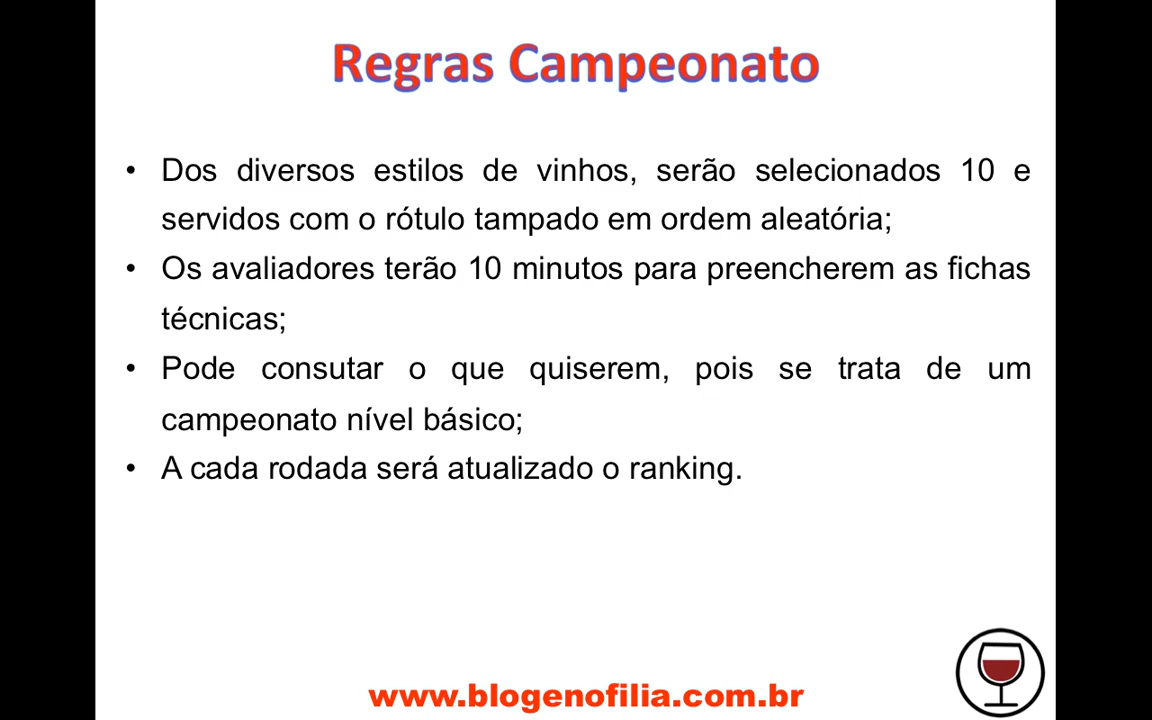 Regras Campeonato
• Dos diversos estilos de vinhos, serão selecionados 10 e
servidos com o rótulo tampado em ordem aleatória;
• Os avaliadores terão 10 minutos para preencherem as fichas
técnicas;
• Pode consutar o que quiserem, pois se trata de um
campeonato nível básico;
• A cada rodada será atualizado o ranking.
www.blogenofilia.com.br